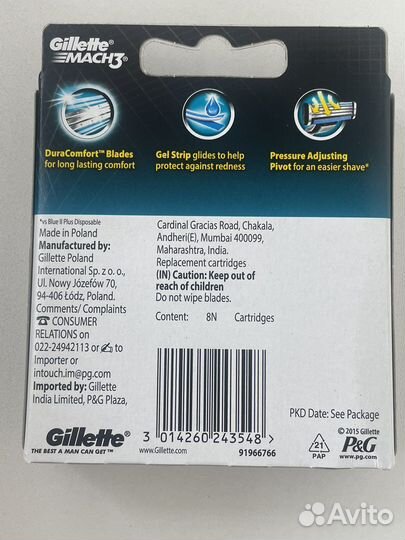 Gillette
MACH3®
DuraComfort™ Blades
for long lasting comfort
Gel Strip glides to help
protect against redness
Pressure Adjusting
Pivot for an easier shave*
*vs Blue II Plus Disposable
Made in Poland
Manufactured by:
Gillette Poland
International Sp. z o. o.,
Ul. Nowy Józefów 70,
94-406 Łódz, Poland.
Comments/ Complaints
☎ CONSUMER
RELATIONS on
022-24942113 or ✍ to
Importer or
intouch.im@pg.com
Imported by: Gillette
India Limited, P&G Plaza,
Cardinal Gracias Road, Chakala,
Andheri(E), Mumbai 400099,
Maharashtra, India.
Replacement cartridges
(IN) Caution: Keep out of
reach of children
Do not wipe blades.
Content: 8N Cartridges
PKD Date: See Package
3 014260 243548 >
Gillette
THE BEST A MAN CAN GET™
www.Gillette.com
91966766
21
PAP
© 2015 Gillette
P&G
www.pg.com
Avito